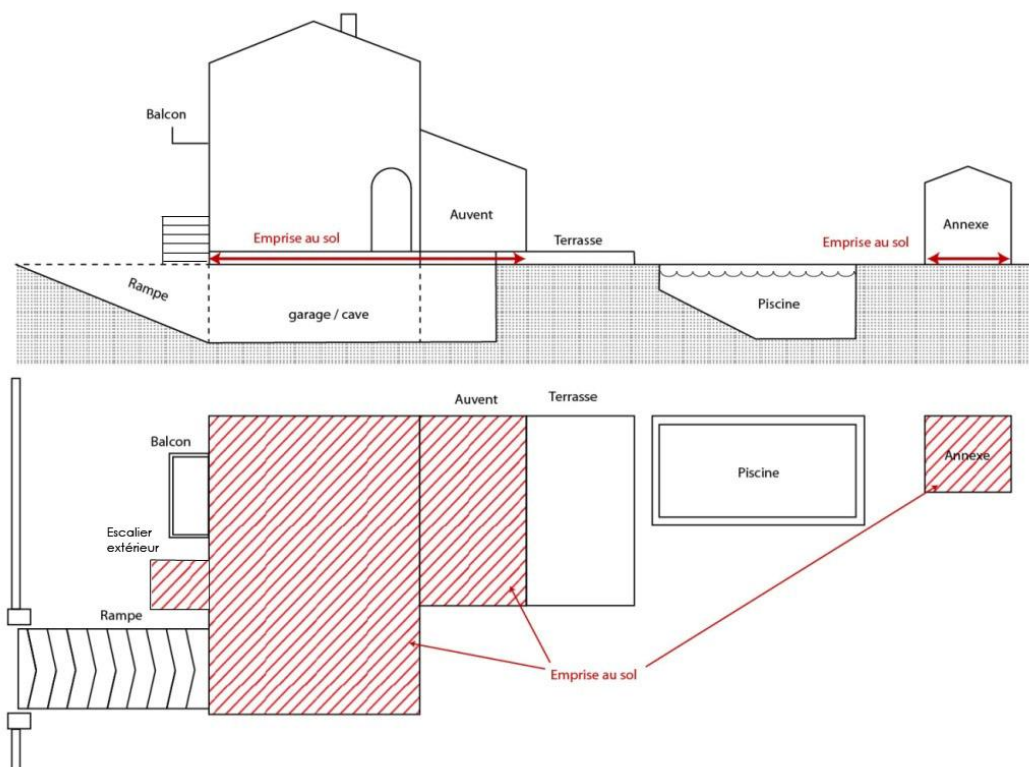 Balcon
Auvent
Annexe
Emprise au sol
Terrasse
Emprise au sol
Rampe
garage / cave
Piscine
Auvent
Terrasse
Balcon
Annexe
Piscine
Escalier
extérieur
Rampe
Emprise au sol